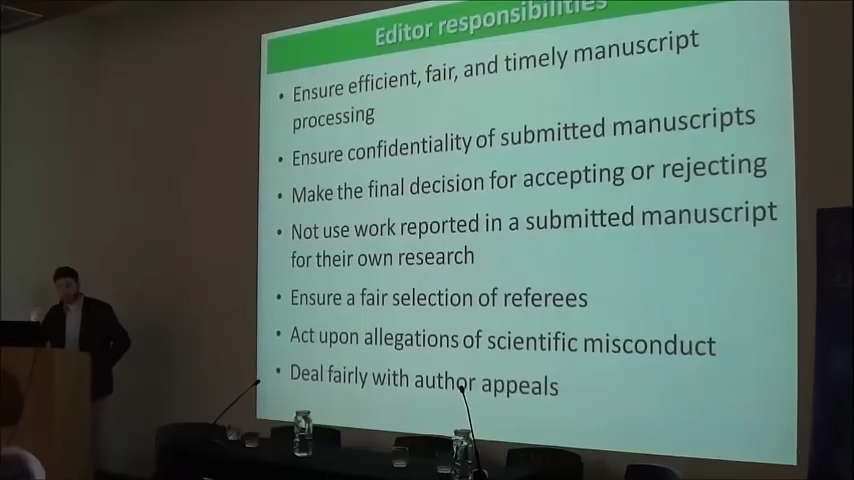 Editor responsibilities
• Ensure efficient, fair, and timely manuscript
processing
• Ensure confidentiality of submitted manuscripts
• Make the final decision for accepting or rejecting
• Not use work reported in a submitted manuscript
for their own research
• Ensure a fair selection of referees
• Act upon allegations of scientific misconduct
• Deal fairly with author appeals